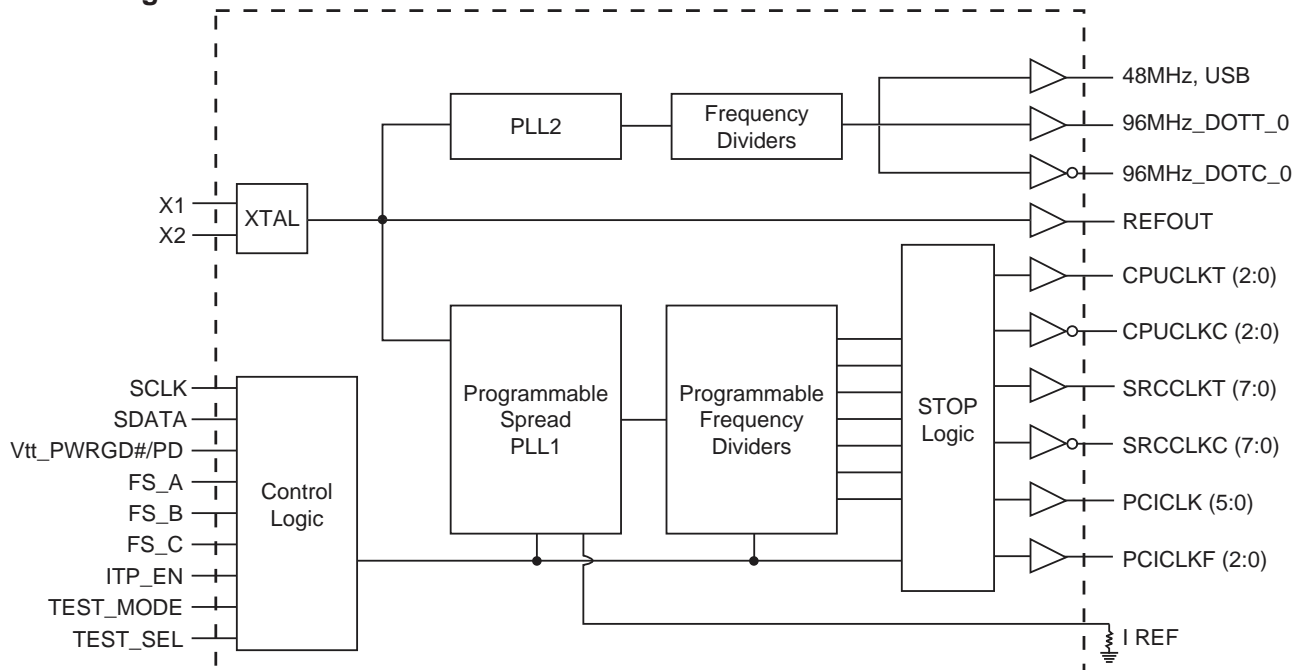 48MHz, USB
PLL2
Frequency
Dividers
96MHz_DOTT_0
96MHz_DOTC_0
X1
X2
XTAL
REFOUT
CPUCLKT (2:0)
CPUCLKC (2:0)
SRCCLKT (7:0)
SRCCLKC (7:0)
PCICLK (5:0)
PCICLKF (2:0)
Programmable
Spread
PLL1
Programmable
Frequency
Dividers
STOP
Logic
SCLK
SDATA
Vtt_PWRGD#/PD
FS_A
FS_B
FS_C
ITP_EN
TEST_MODE
TEST_SEL
Control
Logic
I REF